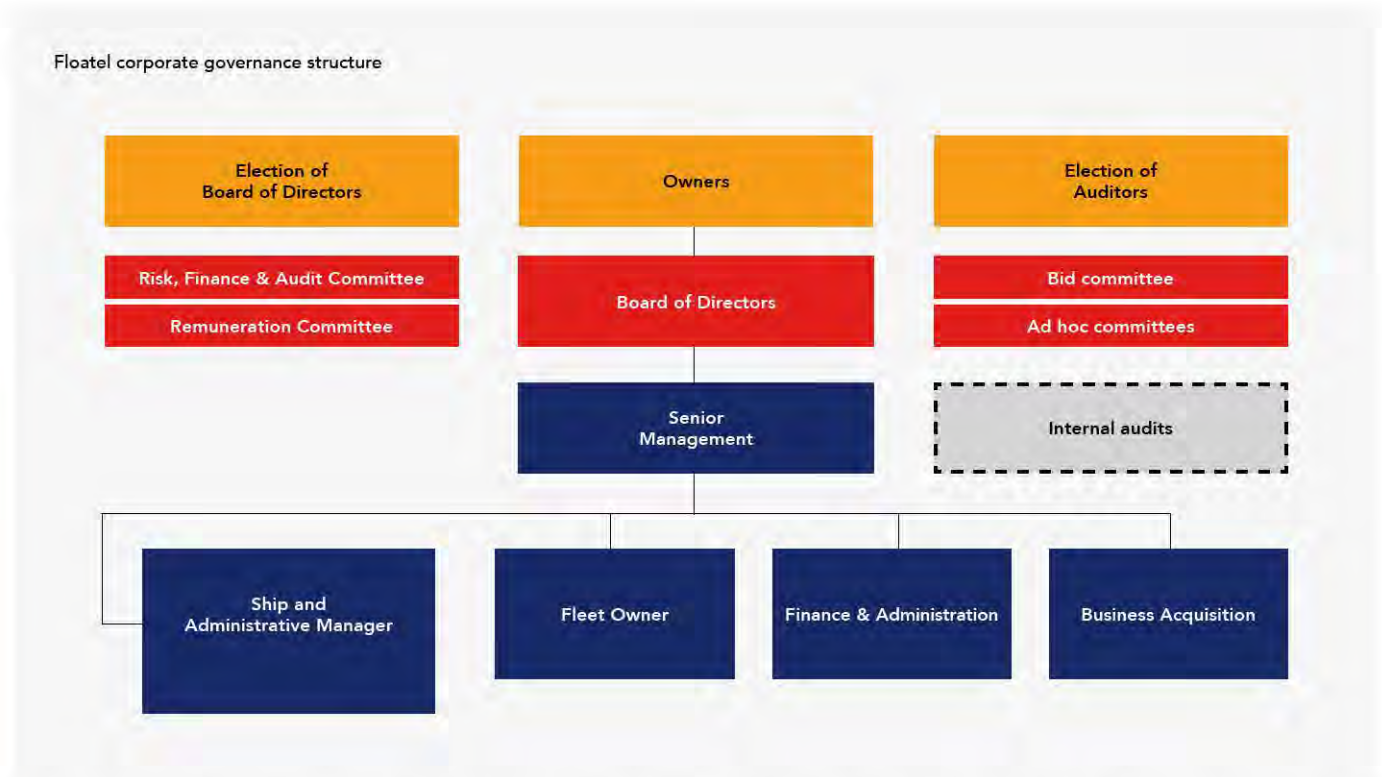 Floatel corporate governance structure
Election of
Board of Directors
Owners
Election of
Auditors
Risk, Finance & Audit Committee
Remuneration Committee
Board of Directors
Bid committee
Ad hoc committees
Senior
Management
Internal audits
Ship and
Administrative Manager
Fleet Owner
Finance & Administration
Business Acquisition